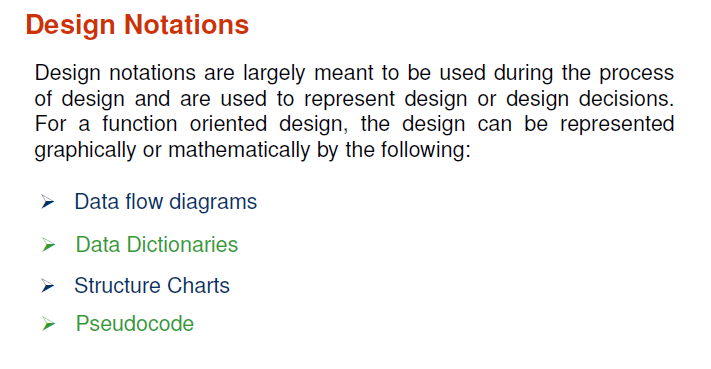 Design Notations
Design notations are largely meant to be used during the process
of design and are used to represent design or design decisions.
For a function oriented design, the design can be represented
graphically or mathematically by the following:
Data flow diagrams
Data Dictionaries
Structure Charts
Pseudocode